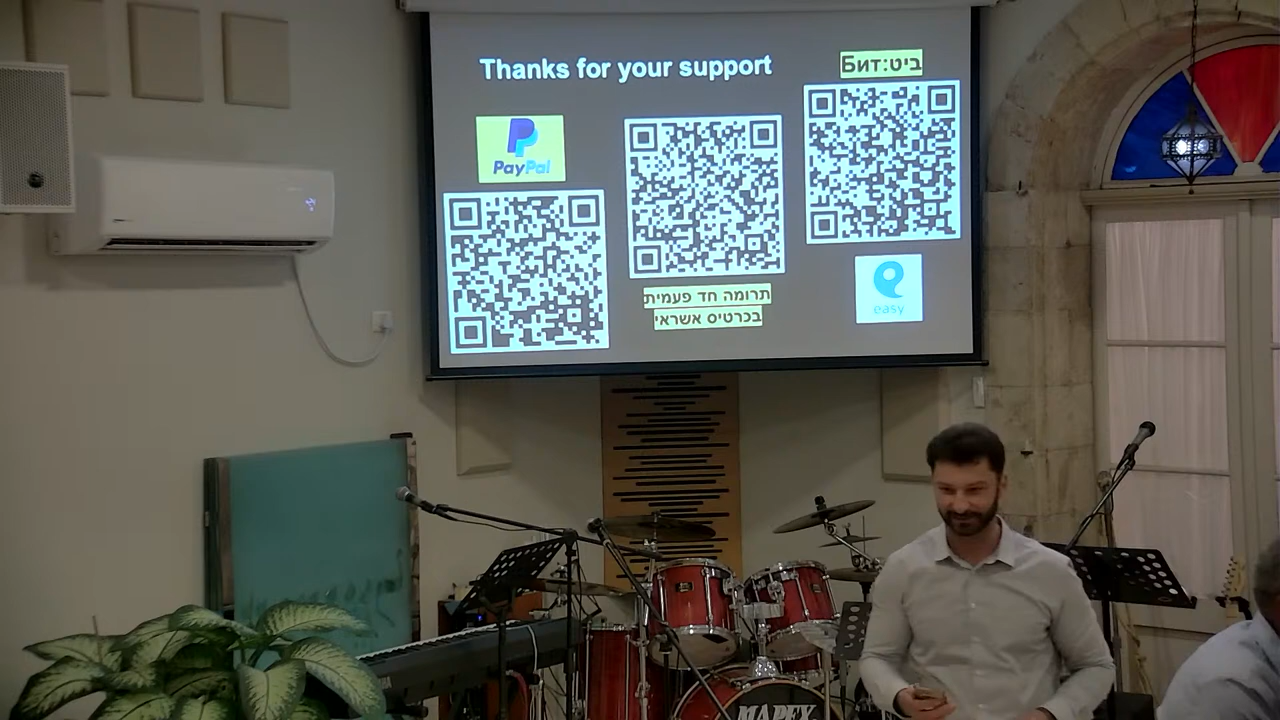 Thanks for your support
Бит:ביט
PayPal
תרומה חד פעמית
בכרטיס אשראי
easy
MAPEX